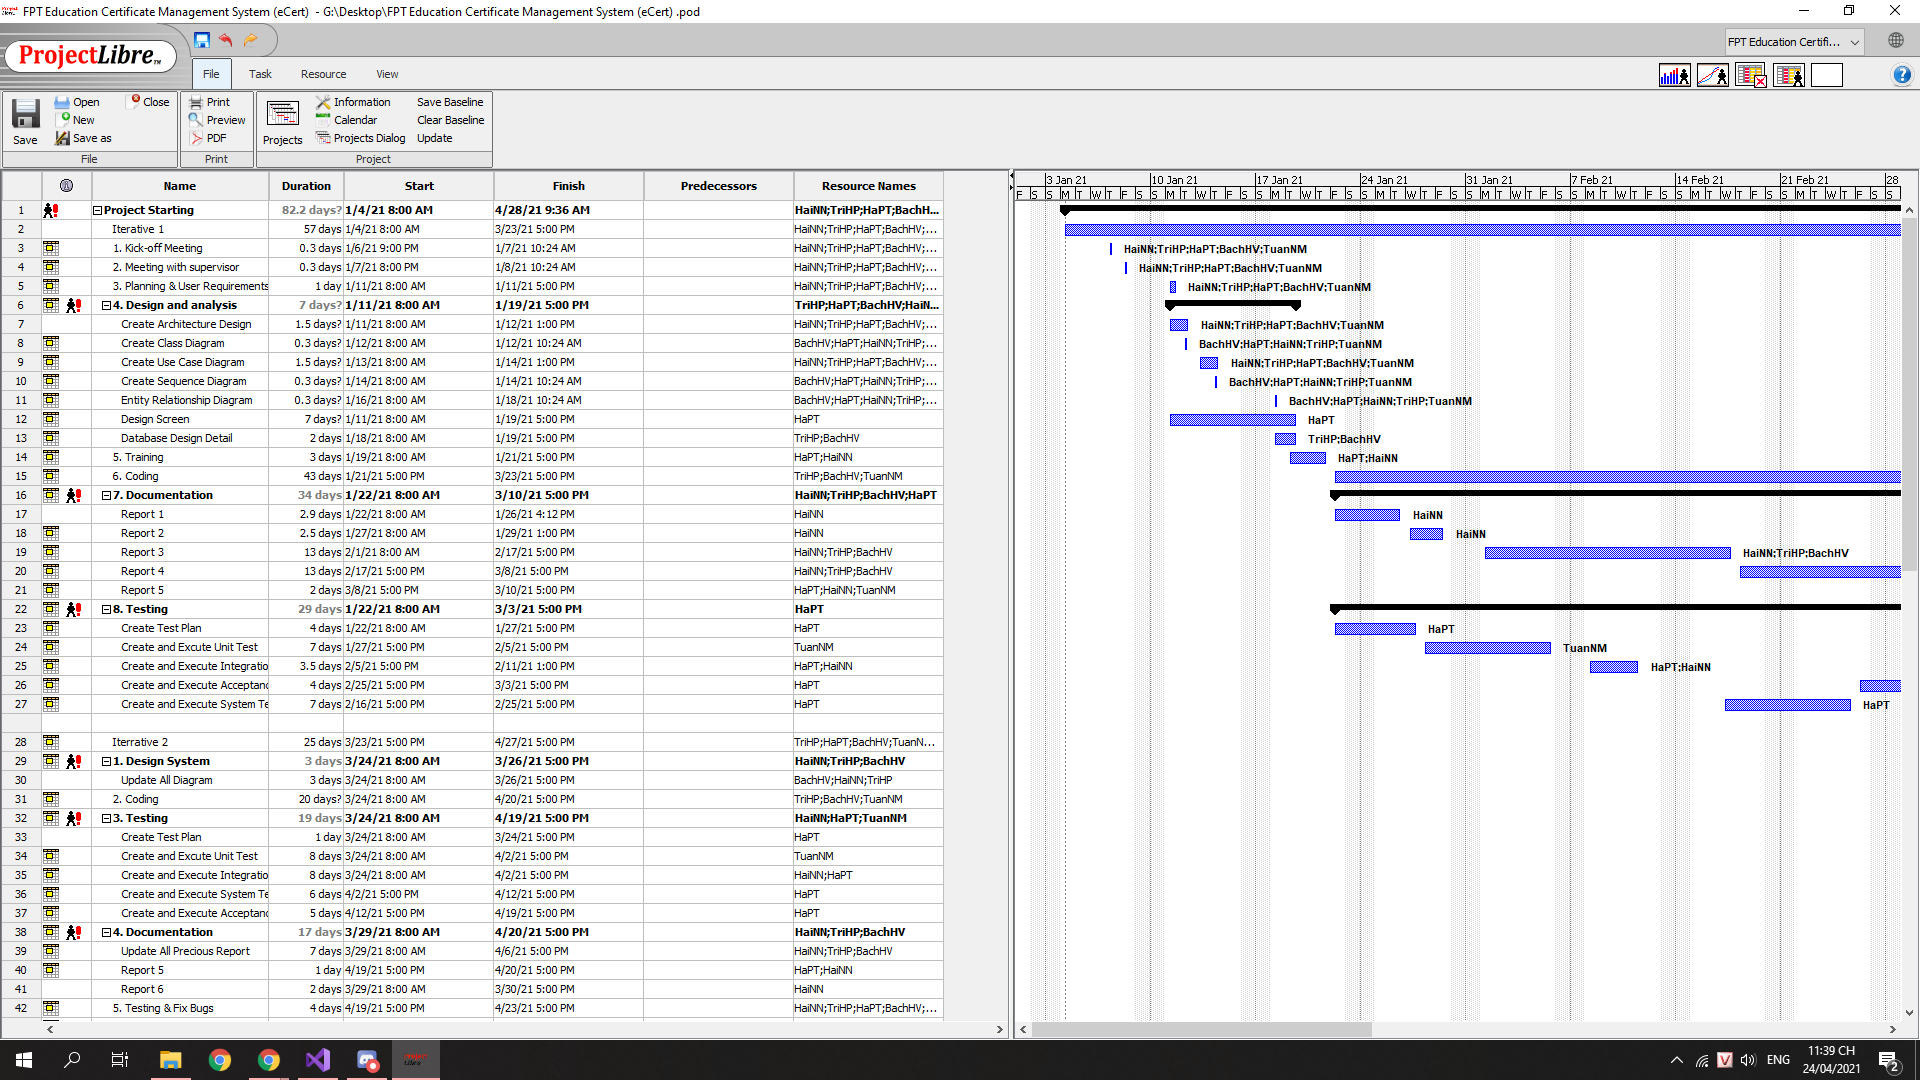 FPT Education Certificate Management System (eCert)  - G:\Desktop\FPT Education Certificate Management System (eCert) .pod
ProjectLibre™
FPT Education Certifi...
File Task Resource View
Save
Open
New
Save as
Close
File
Print
Preview
PDF
Print
Projects
Information
Calendar
Projects Dialog
Save Baseline
Clear Baseline
Update
Project
Name Duration Start Finish Predecessors Resource Names
1 Project Starting 82.2 days? 1/4/21 8:00 AM 4/28/21 9:36 AM HaiNN;TriHP;HaPT;BachH...
2 Iterative 1 57 days 1/4/21 8:00 AM 3/23/21 5:00 PM HaiNN;TriHP;HaPT;BachHV;...
3 1. Kick-off Meeting 0.3 days 1/6/21 9:00 PM 1/7/21 10:24 AM HaiNN;TriHP;HaPT;BachHV;...
4 2. Meeting with supervisor 0.3 days 1/7/21 8:00 PM 1/8/21 10:24 AM HaiNN;TriHP;HaPT;BachHV;...
5 3. Planning & User Requirements 1 day 1/11/21 8:00 AM 1/11/21 5:00 PM HaiNN;TriHP;HaPT;BachHV;...
6 4. Design and analysis 7 days? 1/11/21 8:00 AM 1/19/21 5:00 PM TriHP;HaPT;BachHV;HaiN...
7 Create Architecture Design 1.5 days? 1/11/21 8:00 AM 1/12/21 1:00 PM HaiNN;TriHP;HaPT;BachHV;...
8 Create Class Diagram 0.3 days? 1/12/21 8:00 AM 1/12/21 10:24 AM BachHV;HaPT;HaiNN;TriHP;...
9 Create Use Case Diagram 1.5 days? 1/13/21 8:00 AM 1/14/21 1:00 PM HaiNN;TriHP;HaPT;BachHV;...
10 Create Sequence Diagram 0.3 days? 1/14/21 8:00 AM 1/14/21 10:24 AM BachHV;HaPT;HaiNN;TriHP;...
11 Entity Relationship Diagram 0.3 days? 1/16/21 8:00 AM 1/18/21 10:24 AM BachHV;HaPT;HaiNN;TriHP;...
12 Design Screen 7 days? 1/11/21 8:00 AM 1/19/21 5:00 PM HaPT
13 Database Design Detail 2 days 1/18/21 8:00 AM 1/19/21 5:00 PM TriHP;BachHV
14 5. Training 3 days 1/19/21 8:00 AM 1/21/21 5:00 PM HaPT;HaiNN
15 6. Coding 43 days 1/21/21 5:00 PM 3/23/21 5:00 PM TriHP;BachHV;TuanNM
16 7. Documentation 34 days 1/22/21 8:00 AM 3/10/21 5:00 PM HaiNN;TriHP;BachHV;HaPT
17 Report 1 2.9 days 1/22/21 8:00 AM 1/26/21 4:12 PM HaiNN
18 Report 2 2.5 days 1/27/21 8:00 AM 1/29/21 1:00 PM HaiNN
19 Report 3 13 days 2/1/21 8:00 AM 2/17/21 5:00 PM HaiNN;TriHP;BachHV
20 Report 4 13 days 2/17/21 5:00 PM 3/8/21 5:00 PM HaiNN;TriHP;BachHV
21 Report 5 2 days 3/8/21 5:00 PM 3/10/21 5:00 PM HaPT;HaiNN;TuanNM
22 8. Testing 29 days 1/22/21 8:00 AM 3/3/21 5:00 PM HaPT
23 Create Test Plan 4 days 1/22/21 8:00 AM 1/27/21 5:00 PM HaPT
24 Create and Excute Unit Test 7 days 1/27/21 5:00 PM 2/5/21 5:00 PM TuanNM
25 Create and Execute Integratio 3.5 days 2/5/21 5:00 PM 2/11/21 1:00 PM HaPT;HaiNN
26 Create and Execute Acceptanc 4 days 2/25/21 5:00 PM 3/3/21 5:00 PM HaPT
27 Create and Execute System Te 7 days 2/16/21 5:00 PM 2/25/21 5:00 PM HaPT
28 Iterrative 2 25 days 3/23/21 5:00 PM 4/27/21 5:00 PM TriHP;HaPT;BachHV;TuanN...
29 1. Design System 3 days 3/24/21 8:00 AM 3/26/21 5:00 PM HaiNN;TriHP;BachHV
30 Update All Diagram 3 days 3/24/21 8:00 AM 3/26/21 5:00 PM BachHV;HaiNN;TriHP
31 2. Coding 20 days? 3/24/21 8:00 AM 4/20/21 5:00 PM TriHP;BachHV;TuanNM
32 3. Testing 19 days 3/24/21 8:00 AM 4/19/21 5:00 PM HaiNN;HaPT;TuanNM
33 Create Test Plan 1 day 3/24/21 8:00 AM 3/24/21 5:00 PM HaPT
34 Create and Excute Unit Test 8 days 3/24/21 8:00 AM 4/2/21 5:00 PM TuanNM
35 Create and Execute Integratio 8 days 3/24/21 8:00 AM 4/2/21 5:00 PM HaiNN;HaPT
36 Create and Execute System Te 6 days 4/2/21 5:00 PM 4/12/21 5:00 PM HaPT
37 Create and Execute Acceptanc 5 days 4/12/21 5:00 PM 4/19/21 5:00 PM HaPT
38 4. Documentation 17 days 3/29/21 8:00 AM 4/20/21 5:00 PM HaiNN;TriHP;BachHV
39 Update All Precious Report 7 days 3/29/21 8:00 AM 4/6/21 5:00 PM HaiNN;TriHP;BachHV
40 Report 5 1 day 4/19/21 5:00 PM 4/20/21 5:00 PM HaPT;HaiNN
41 Report 6 2 days 3/29/21 8:00 AM 3/30/21 5:00 PM HaiNN
42 5. Testing & Fix Bugs 4 days 4/19/21 5:00 PM 4/23/21 5:00 PM HaiNN;TriHP;HaPT;BachHV;...
3 Jan 21 10 Jan 21 17 Jan 21 24 Jan 21 31 Jan 21 7 Feb 21 14 Feb 21 21 Feb 21 28
F S S M T W T F S S M T W T F S S M T W T F S S M T W T F S S M T W T F S S M T W T F S S M T W T F S S M T W T F S S M
HaiNN;TriHP;HaPT;BachHV;TuanNM
HaiNN;TriHP;HaPT;BachHV;TuanNM
HaiNN;TriHP;HaPT;BachHV;TuanNM
HaiNN;TriHP;HaPT;BachHV;TuanNM
BachHV;HaPT;HaiNN;TriHP;TuanNM
HaiNN;TriHP;HaPT;BachHV;TuanNM
BachHV;HaPT;HaiNN;TriHP;TuanNM
BachHV;HaPT;HaiNN;TriHP;TuanNM
HaPT
TriHP;BachHV
HaPT;HaiNN
HaiNN
HaiNN
HaiNN;TriHP;BachHV
HaPT
TuanNM
HaPT;HaiNN
HaPT
ENG
11:39 CH
24/04/2021
2